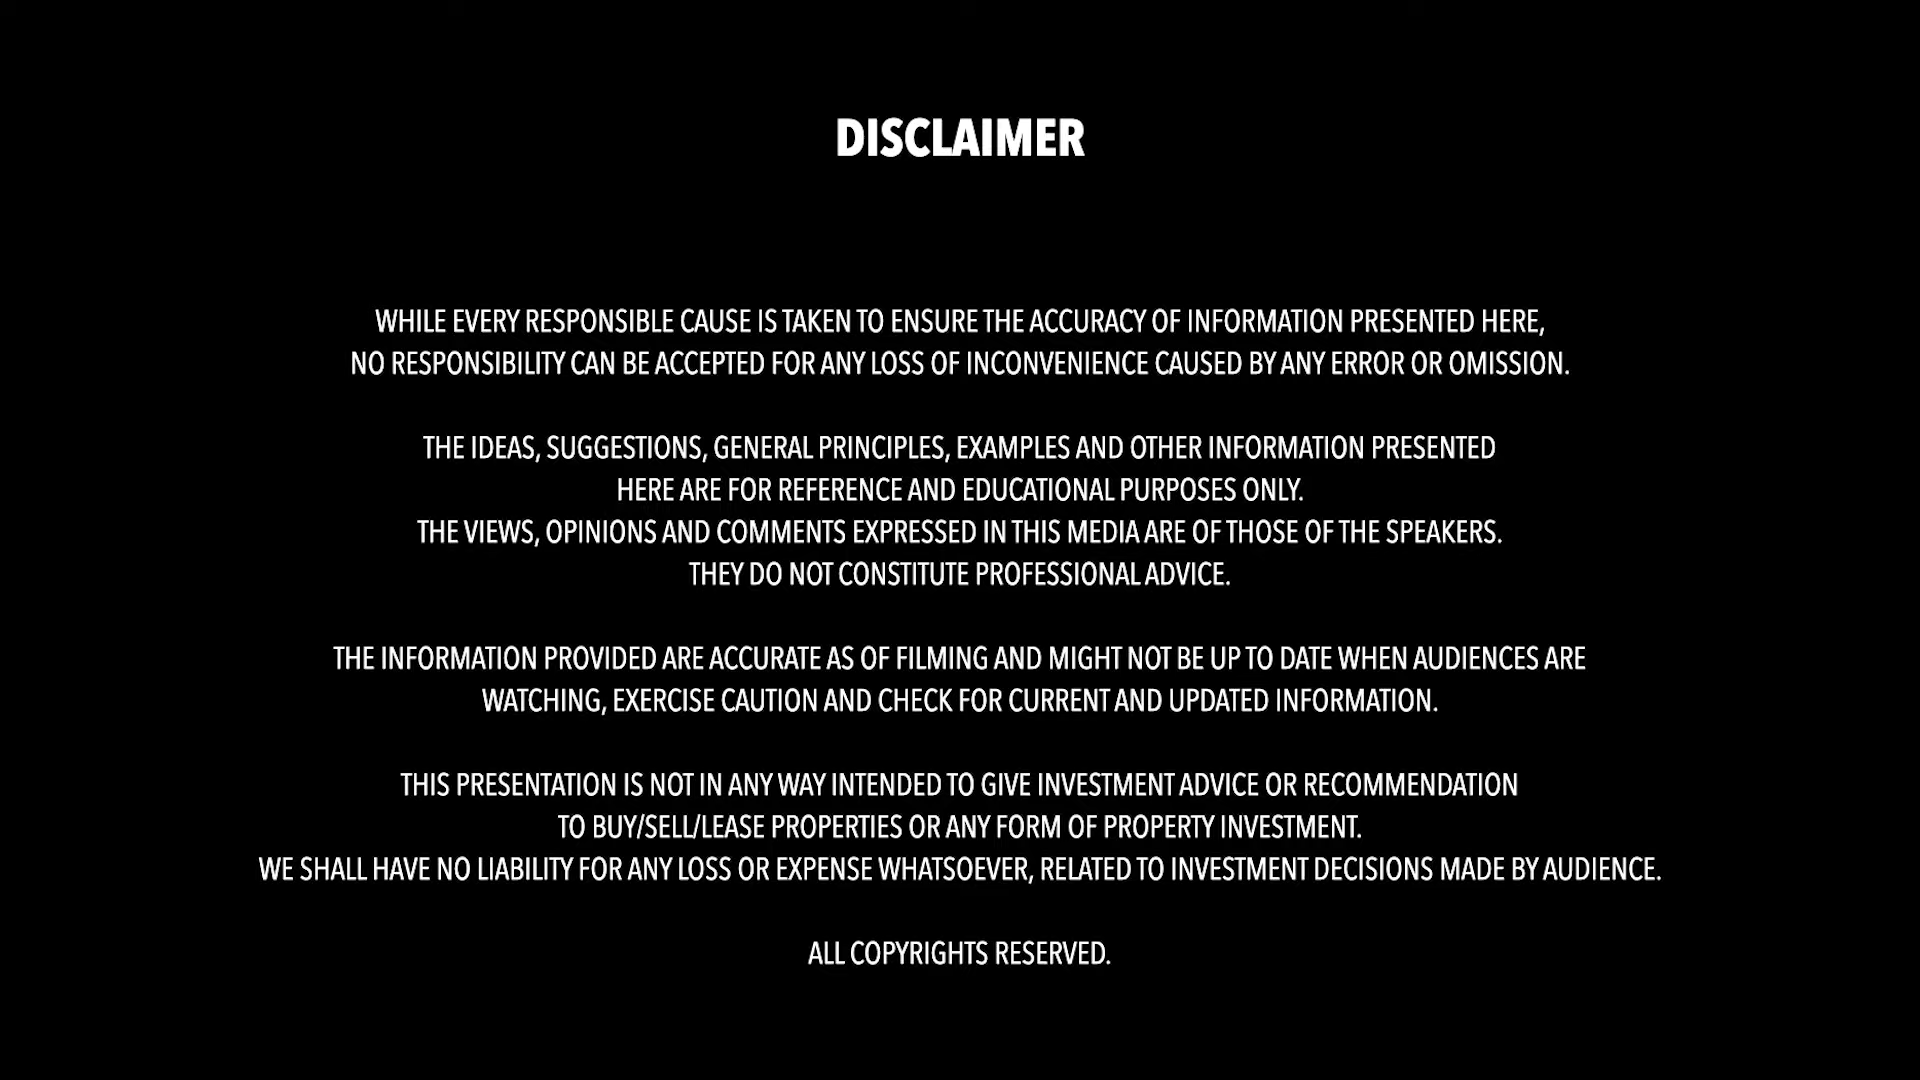 DISCLAIMER
WHILE EVERY RESPONSIBLE CAUSE IS TAKEN TO ENSURE THE ACCURACY OF INFORMATION PRESENTED HERE,
NO RESPONSIBILITY CAN BE ACCEPTED FOR ANY LOSS OF INCONVENIENCE CAUSED BY ANY ERROR OR OMISSION.
THE IDEAS, SUGGESTIONS, GENERAL PRINCIPLES, EXAMPLES AND OTHER INFORMATION PRESENTED
HERE ARE FOR REFERENCE AND EDUCATIONAL PURPOSES ONLY.
THE VIEWS, OPINIONS AND COMMENTS EXPRESSED IN THIS MEDIA ARE OF THOSE OF THE SPEAKERS.
THEY DO NOT CONSTITUTE PROFESSIONAL ADVICE.
THE INFORMATION PROVIDED ARE ACCURATE AS OF FILMING AND MIGHT NOT BE UP TO DATE WHEN AUDIENCES ARE
WATCHING, EXERCISE CAUTION AND CHECK FOR CURRENT AND UPDATED INFORMATION.
THIS PRESENTATION IS NOT IN ANY WAY INTENDED TO GIVE INVESTMENT ADVICE OR RECOMMENDATION
TO BUY/SELL/LEASE PROPERTIES OR ANY FORM OF PROPERTY INVESTMENT.
WE SHALL HAVE NO LIABILITY FOR ANY LOSS OR EXPENSE WHATSOEVER, RELATED TO INVESTMENT DECISIONS MADE BY AUDIENCE.
ALL COPYRIGHTS RESERVED.